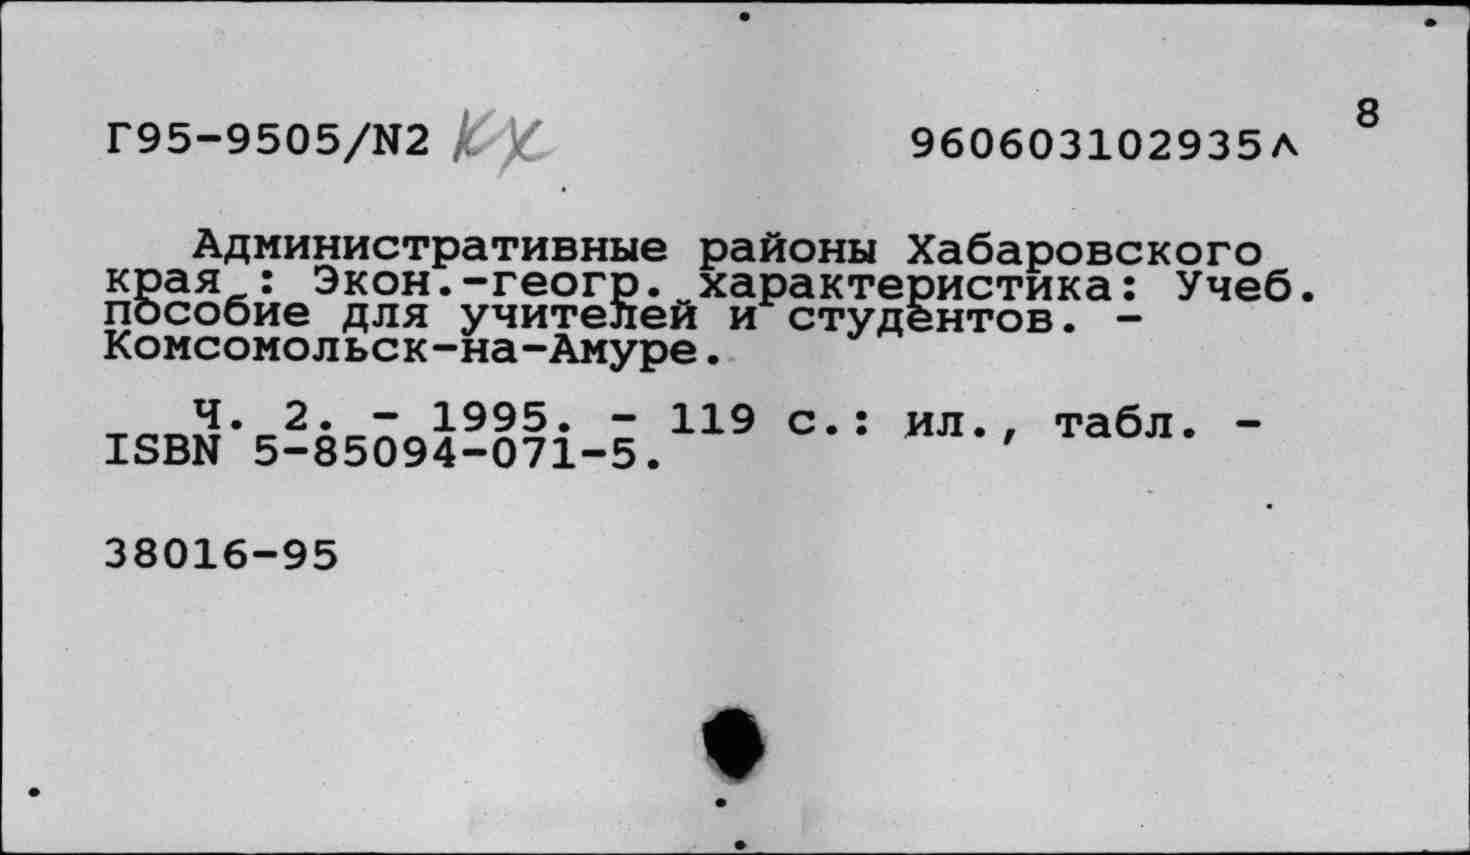 8
Г95-9505/N2 КХ 960603102935Л
Административные районы Хабаровского
края : Экон.-геогр. характеристика: Учеб.
пособие для учителей и студентов. -
Комсомольск-на-Амуре.
Ч. 2. - 1995. - 119 с.: ил., табл. -
ISBN 5-85094-071-5.
38016-95